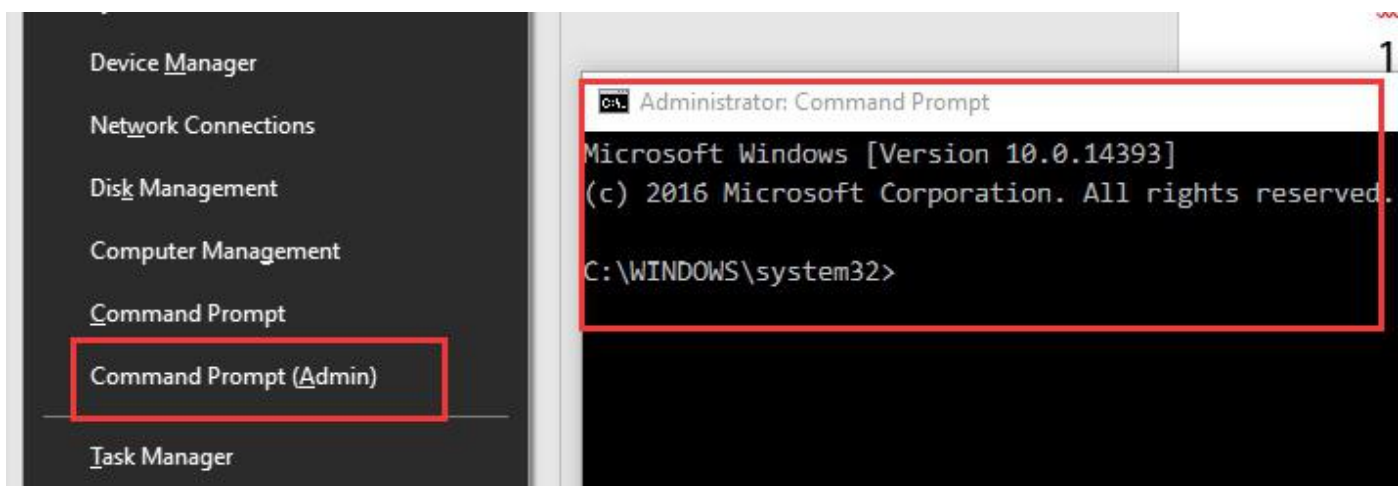 Device Manager
Network Connections
Disk Management
Computer Management
Command Prompt
Command Prompt (Admin)
Task Manager
1
Administrator: Command Prompt
Microsoft Windows [Version 10.0.14393]
(c) 2016 Microsoft Corporation. All rights reserved.
C:\WINDOWS\system32>